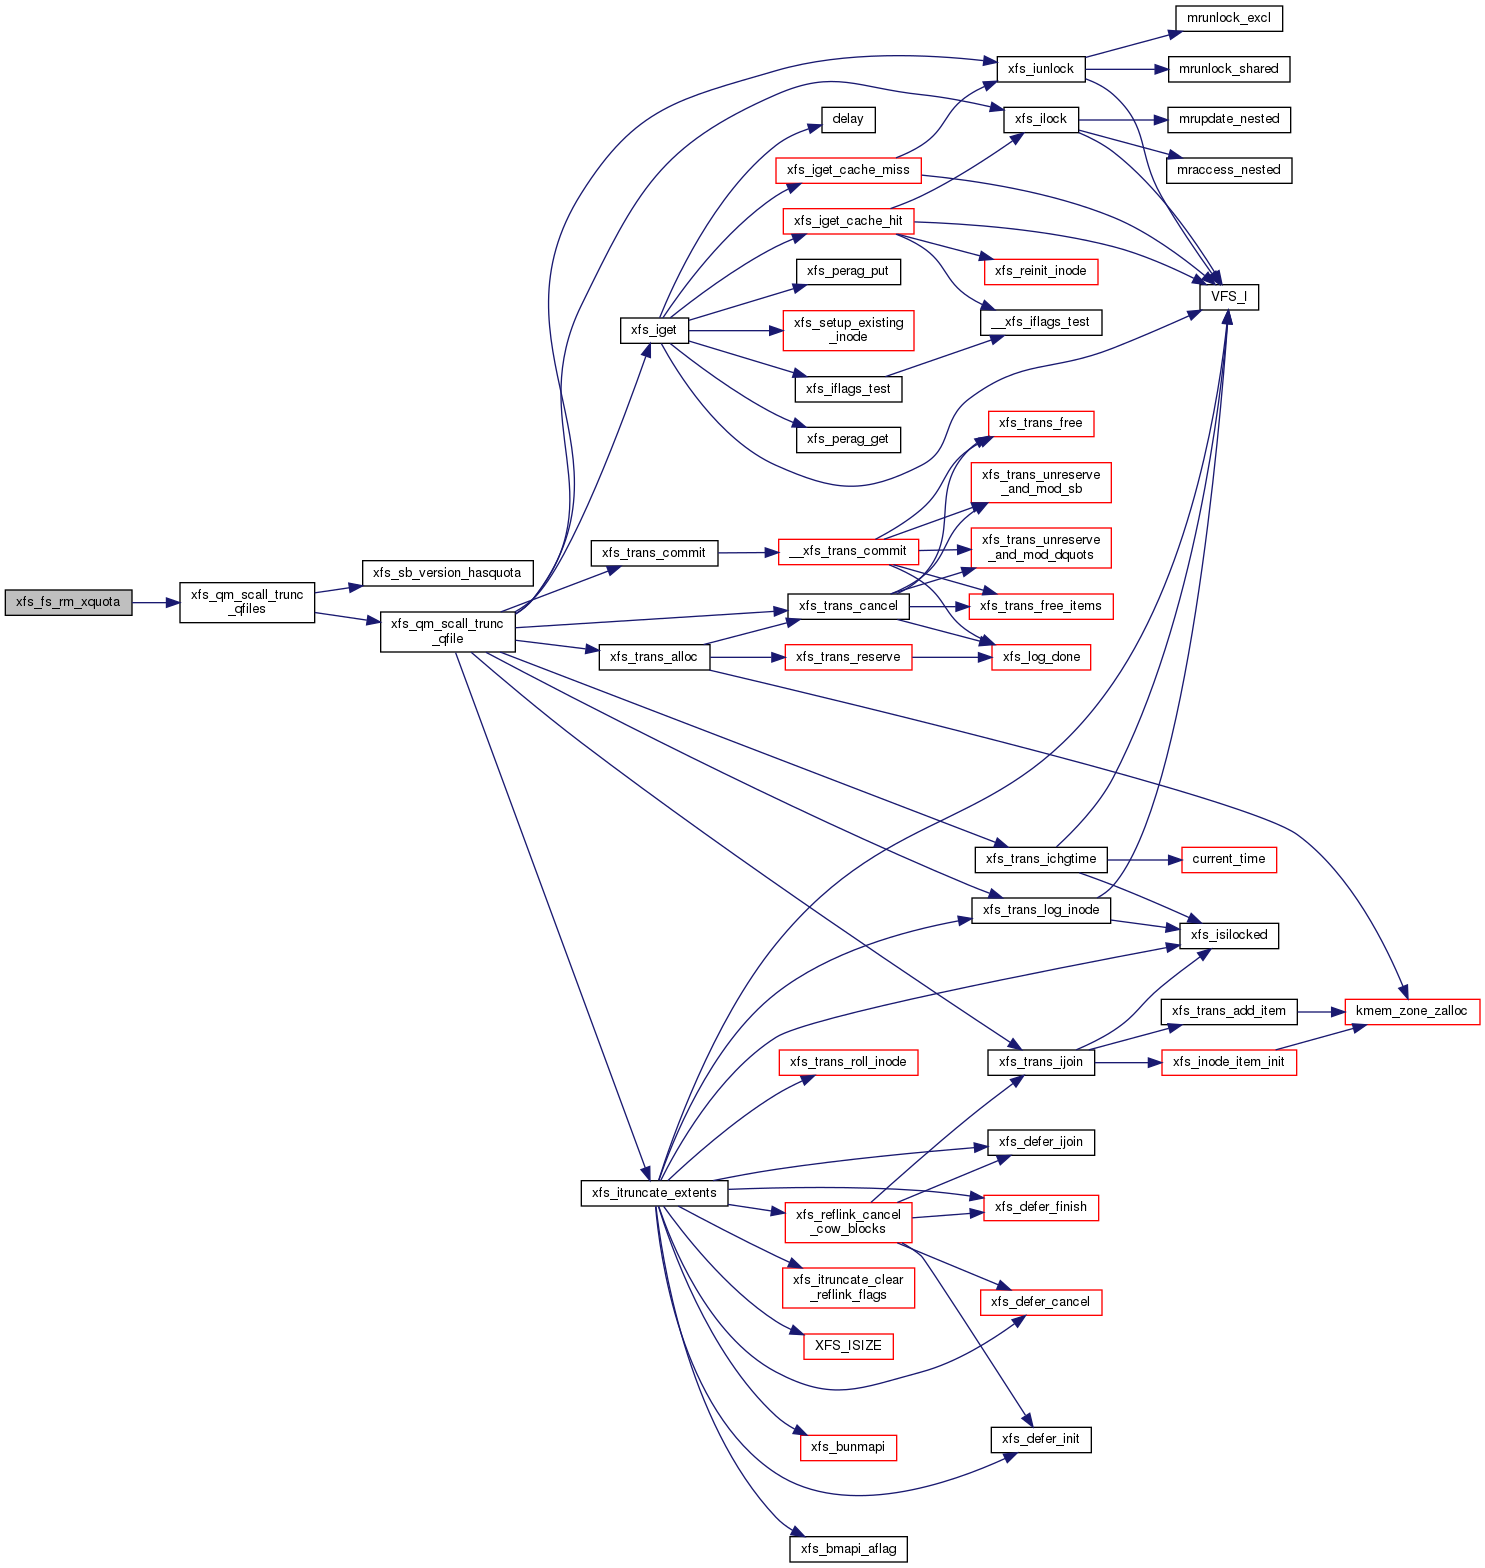 mrunlock_excl
xfs_iunlock
mrunlock_shared
delay
xfs_ilock
mrupdate_nested
xfs_iget_cache_miss
mraccess_nested
xfs_iget_cache_hit
xfs_perag_put
xfs_reinit_inode
VFS_I
xfs_iget
xfs_setup_existing
_inode
__xfs_iflags_test
xfs_iflags_test
xfs_perag_get
xfs_trans_free
xfs_trans_unreserve
_and_mod_sb
xfs_trans_commit
__xfs_trans_commit
xfs_trans_unreserve
_and_mod_dquots
xfs_sb_version_hasquota
xfs_fs_rm_xquota
xfs_qm_scall_trunc
_qfiles
xfs_trans_cancel
xfs_trans_free_items
xfs_qm_scall_trunc
_qfile
xfs_trans_alloc
xfs_trans_reserve
xfs_log_done
xfs_trans_ichgtime
current_time
xfs_trans_log_inode
xfs_isilocked
xfs_trans_add_item
kmem_zone_zalloc
xfs_trans_roll_inode
xfs_trans_ijoin
xfs_inode_item_init
xfs_defer_ijoin
xfs_itruncate_extents
xfs_reflink_cancel
_cow_blocks
xfs_defer_finish
xfs_itruncate_clear
_reflink_flags
xfs_defer_cancel
XFS_ISIZE
xfs_bunmapi
xfs_defer_init
xfs_bmapi_aflag